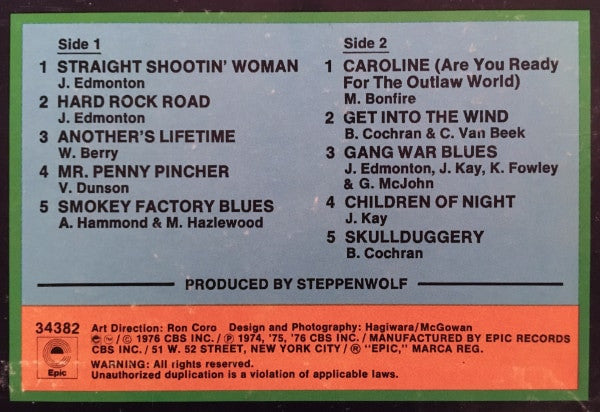 Side 1
1 STRAIGHT SHOOTIN' WOMAN
J. Edmonton
2 HARD ROCK ROAD
J. Edmonton
3 ANOTHER'S LIFETIME
W. Berry
4 MR. PENNY PINCHER
V. Dunson
5 SMOKEY FACTORY BLUES
A. Hammond & M. Hazlewood
Side 2
1 CAROLINE (Are You Ready
For The Outlaw World)
M. Bonfire
2 GET INTO THE WIND
B. Cochran & C. Van Beek
3 GANG WAR BLUES
J. Edmonton, J. Kay, K. Fowley
& G. McJohn
4 CHILDREN OF NIGHT
J. Kay
5 SKULLDUGGERY
B. Cochran
PRODUCED BY STEPPENWOLF
34382
Epic
Art Direction: Ron Coro Design and Photography: Hagiwara/McGowan
© 1976 CBS INC./ ℗ 1974, '75, '76 CBS INC./ MANUFACTURED BY EPIC RECORDS
CBS INC./ 51 W. 52 STREET, NEW YORK CITY/ ® "EPIC," MARCA REG.
WARNING: All rights reserved.
Unauthorized duplication is a violation of applicable laws.